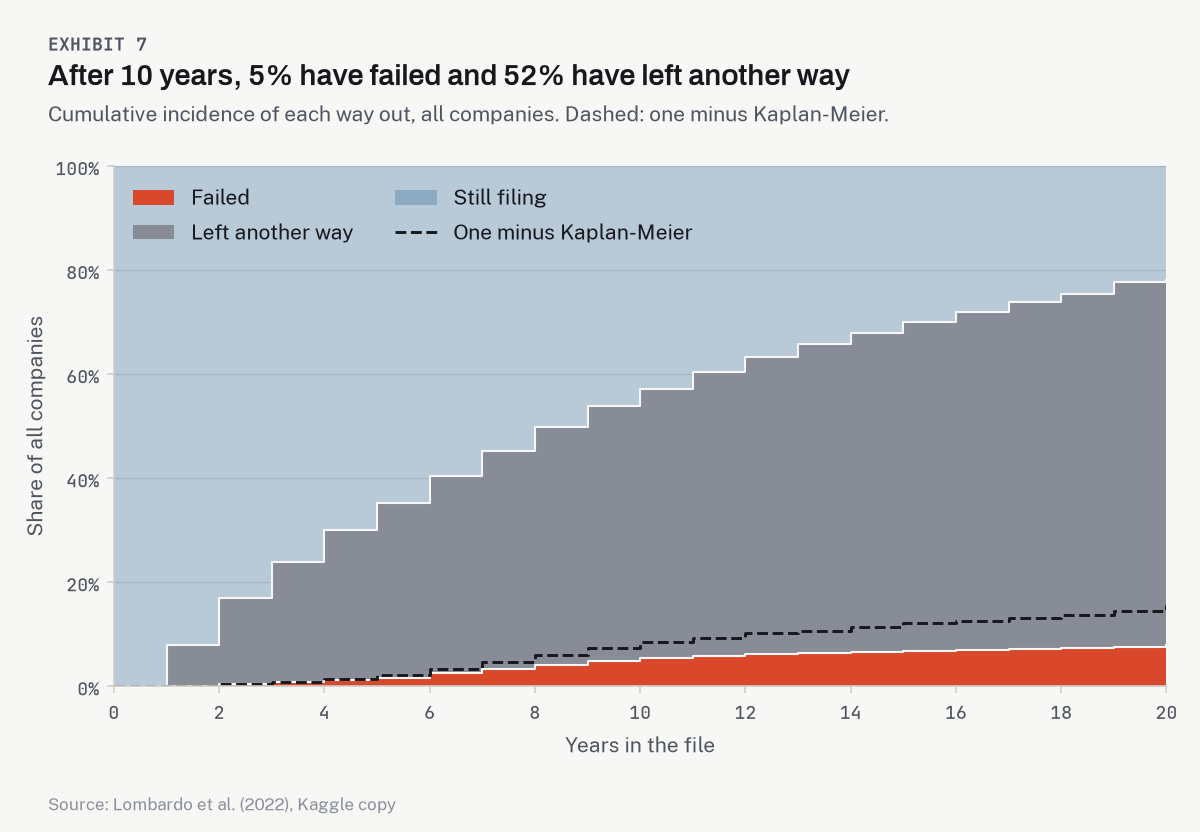 EXHIBIT 7
After 10 years, 5% have failed and 52% have left another way
Cumulative incidence of each way out, all companies. Dashed: one minus Kaplan-Meier.
100%
80%
60%
40%
20%
0%
Share of all companies
Failed
Left another way
Still filing
One minus Kaplan-Meier
0 2 4 6 8 10 12 14 16 18 20
Years in the file
Source: Lombardo et al. (2022), Kaggle copy